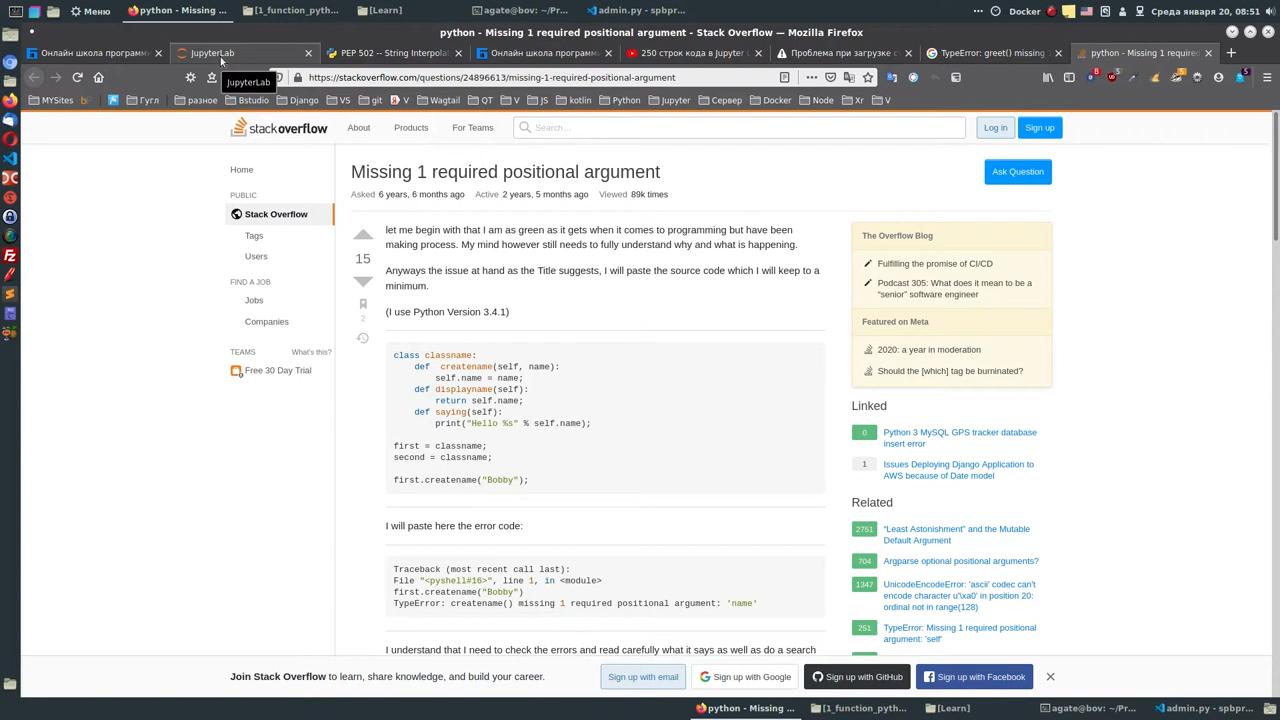 Меню
python - Missing ...
[1_function_pyth...
[Learn]
agate@bov: ~/Pr...
admin.py - spbpr...
Среда января 20, 08:51
python - Missing 1 required positional argument - Stack Overflow - Mozilla Firefox
Онлайн школа программ
JupyterLab
PEP 502 -- String Interpolat
Онлайн школа программ
250 строк кода в Jupyter L
Проблема при загрузке ст
TypeError: greet() missing
python - Missing 1 required
https://stackoverflow.com/questions/24896613/missing-1-required-positional-argument
JupyterLab
MYSites
Гугл
разное
Bstudio
Django
VS
git
V
Wagtail
QT
JS
kotlin
Python
Jupyter
Server
Docker
Node
Xr
V
stackoverflow
About
Products
For Teams
Search...
Log in
Sign up
Home
PUBLIC
Stack Overflow
Tags
Users
FIND A JOB
Jobs
Companies
TEAMS
What's this?
Free 30 Day Trial
Missing 1 required positional argument
Ask Question
Asked 6 years, 6 months ago Active 2 years, 5 months ago Viewed 89k times
15
2
let me begin with that I am as green as it gets when it comes to programming but have been
making process. My mind however still needs to fully understand why and what is happening.
Anyways the issue at hand as the Title suggests, I will paste the source code which I will keep to a
minimum.
(I use Python Version 3.4.1)
class classname:
    def  createname(self, name):
        self.name = name;
    def displayname(self):
        return self.name;
    def saying(self):
        print("Hello %s" % self.name);
first = classname;
second = classname;
first.createname("Bobby");
I will paste here the error code:
Traceback (most recent call last):
File "<pyshell#16>", line 1, in <module>
first.createname("Bobby")
TypeError: createname() missing 1 required positional argument: 'name'
I understand that I need to check the errors and read carefully what it says as well as do a search
The Overflow Blog
Fulfilling the promise of CI/CD
Podcast 305: What does it mean to be a
“senior” software engineer
Featured on Meta
2020: a year in moderation
Should the [which] tag be burninated?
Linked
0
Python 3 MySQL GPS tracker database
insert error
1
Issues Deploying Django Application to
AWS because of Date model
Related
2751
“Least Astonishment” and the Mutable
Default Argument
704
Argparse optional positional arguments?
1347
UnicodeEncodeError: 'ascii' codec can't
encode character u'\xa0' in position 20:
ordinal not in range(128)
251
TypeError: Missing 1 required positional
argument: 'self'
Join Stack Overflow to learn, share knowledge, and build your career.
Sign up with email
Sign up with Google
Sign up with GitHub
Sign up with Facebook
python - Missing ...
[1_function_pyth...
[Learn]
agate@bov: ~/Pr...
admin.py - spbpr...